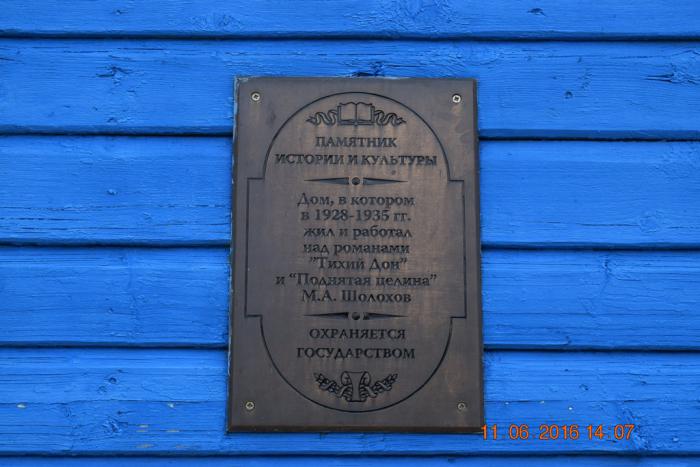 ПАМЯТНИК
ИСТОРИИ И КУЛЬТУРЫ
Дом, в котором
в 1928-1935 гг.
жил и работал
над романами
"Тихий Дон"
и "Поднятая целина"
М.А. Шолохов
ОХРАНЯЕТСЯ
ГОСУДАРСТВОМ
11 06 2016 14:07